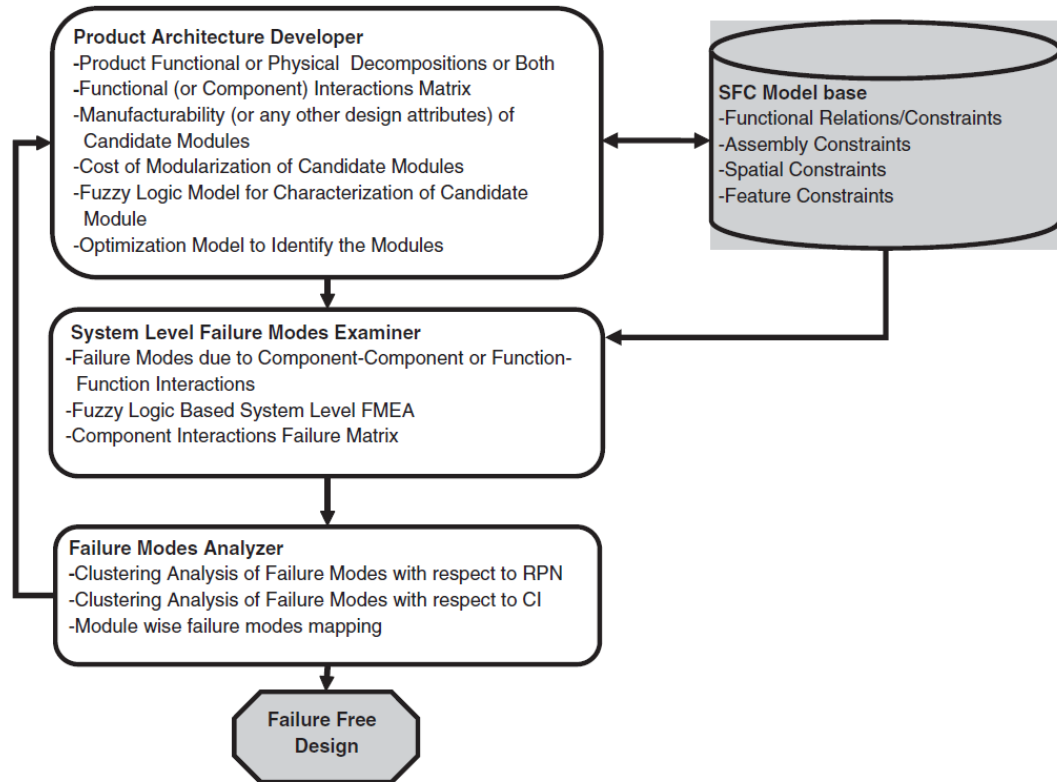 Product Architecture Developer
-Product Functional or Physical Decompositions or Both
-Functional (or Component) Interactions Matrix
-Manufacturability (or any other design attributes) of
Candidate Modules
-Cost of Modularization of Candidate Modules
-Fuzzy Logic Model for Characterization of Candidate
Module
-Optimization Model to Identify the Modules
SFC Model base
-Functional Relations/Constraints
-Assembly Constraints
-Spatial Constraints
-Feature Constraints
System Level Failure Modes Examiner
-Failure Modes due to Component-Component or Function-
Function Interactions
-Fuzzy Logic Based System Level FMEA
-Component Interactions Failure Matrix
Failure Modes Analyzer
-Clustering Analysis of Failure Modes with respect to RPN
-Clustering Analysis of Failure Modes with respect to CI
-Module wise failure modes mapping
Failure Free
Design